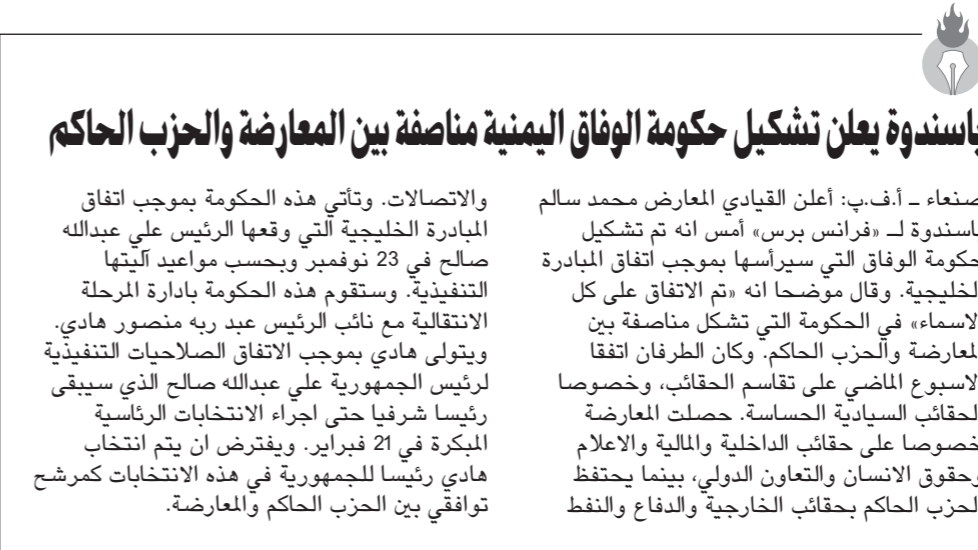 باسندوة يعلن تشكيل حكومة الوفاق اليمنية مناصفة بين المعارضة والحزب الحاكم
صنعاء ــ أ.ف.پ: أعلن القيادي المعارض محمد سالم
باسندوة لــ «فرانس برس» أمس انه تم تشكيل
حكومة الوفاق التي سيرأسها بموجب اتفاق المبادرة
الخليجية. وقال موضحا انه «تم الاتفاق على كل
الاسماء» في الحكومة التي تشكل مناصفة بين
المعارضة والحزب الحاكم. وكان الطرفان اتفقا
الاسبوع الماضي على تقاسم الحقائب، وخصوصا
الحقائب السيادية الحساسة. حصلت المعارضة
خصوصا على حقائب الداخلية والمالية والاعلام
وحقوق الانسان والتعاون الدولي، بينما يحتفظ
الحزب الحاكم بحقائب الخارجية والدفاع والنفط
والاتصالات. وتأتي هذه الحكومة بموجب اتفاق
المبادرة الخليجية التي وقعها الرئيس علي عبدالله
صالح في 23 نوفمبر وبحسب مواعيد آليتها
التنفيذية. وستقوم هذه الحكومة بادارة المرحلة
الانتقالية مع نائب الرئيس عبد ربه منصور هادي.
ويتولى هادي بموجب الاتفاق الصلاحيات التنفيذية
لرئيس الجمهورية علي عبدالله صالح الذي سيبقى
رئيسا شرفيا حتى اجراء الانتخابات الرئاسية
المبكرة في 21 فبراير. ويفترض ان يتم انتخاب
هادي رئيسا للجمهورية في هذه الانتخابات كمرشح
توافقي بين الحزب الحاكم والمعارضة.